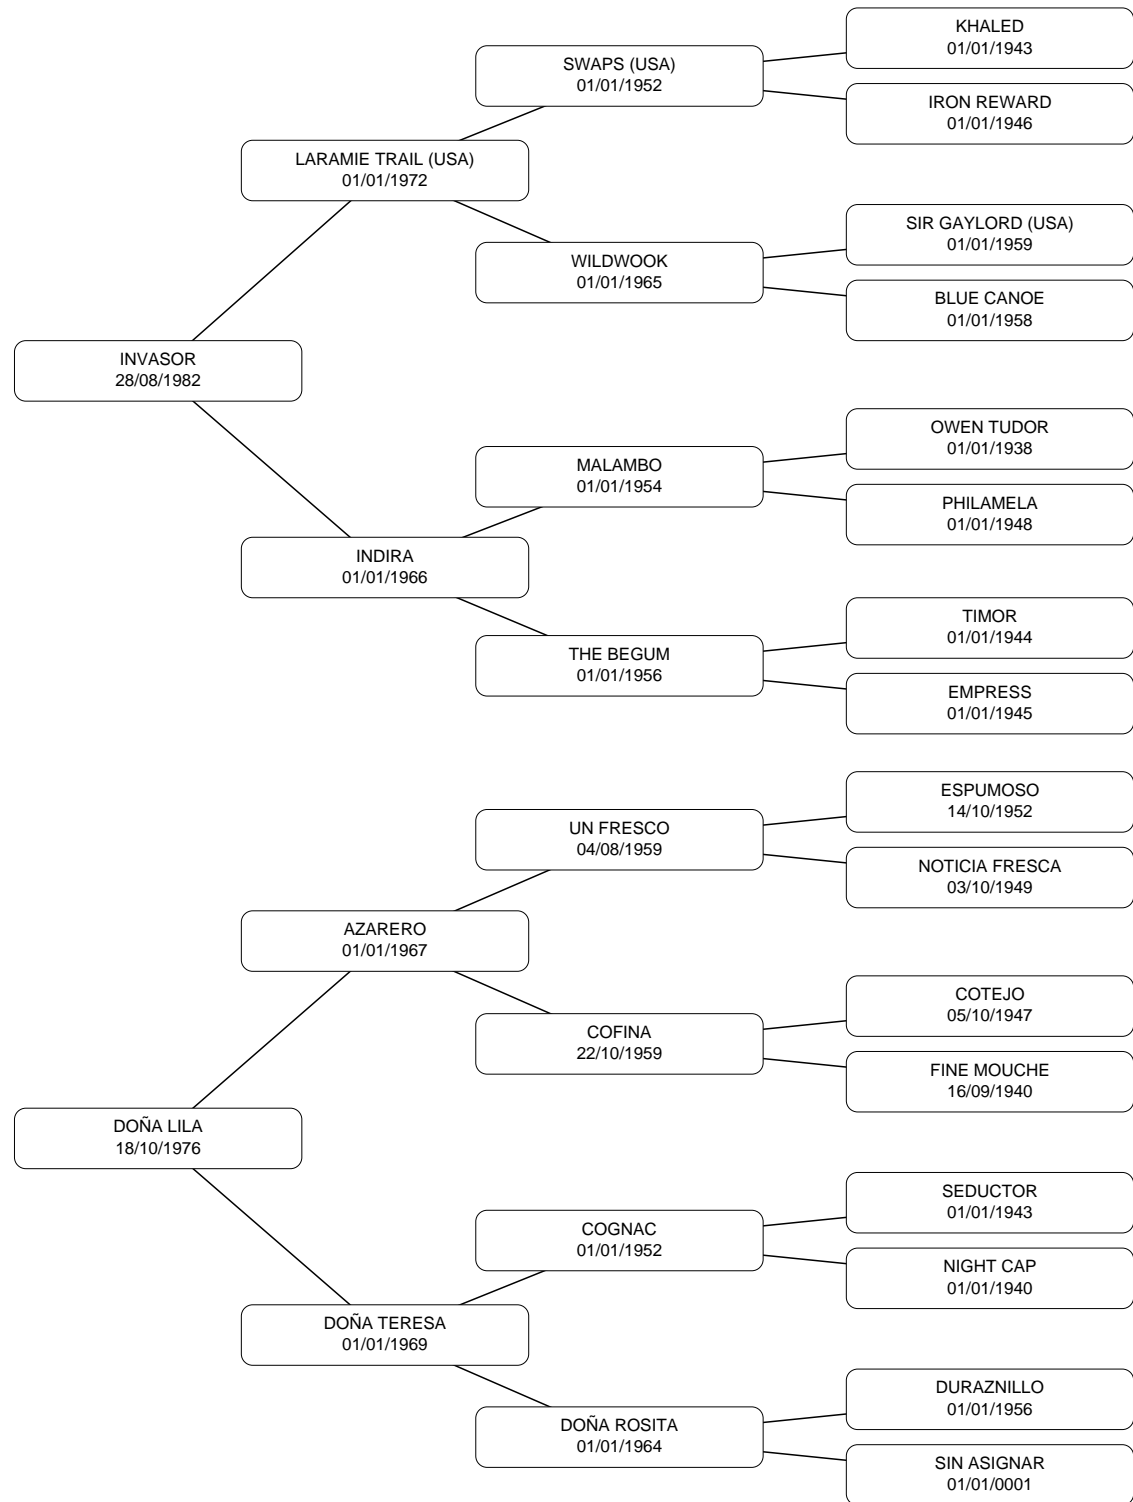 KHALED
01/01/1943
SWAPS (USA)
01/01/1952
IRON REWARD
01/01/1946
LARAMIE TRAIL (USA)
01/01/1972
SIR GAYLORD (USA)
01/01/1959
WILDWOOK
01/01/1965
BLUE CANOE
01/01/1958
INVASOR
28/08/1982
OWEN TUDOR
01/01/1938
MALAMBO
01/01/1954
PHILAMELA
01/01/1948
INDIRA
01/01/1966
TIMOR
01/01/1944
THE BEGUM
01/01/1956
EMPRESS
01/01/1945
ESPUMOSO
14/10/1952
UN FRESCO
04/08/1959
NOTICIA FRESCA
03/10/1949
AZARERO
01/01/1967
COTEJO
05/10/1947
COFINA
22/10/1959
FINE MOUCHE
16/09/1940
DOÑA LILA
18/10/1976
SEDUCTOR
01/01/1943
COGNAC
01/01/1952
NIGHT CAP
01/01/1940
DOÑA TERESA
01/01/1969
DURAZNILLO
01/01/1956
DOÑA ROSITA
01/01/1964
SIN ASIGNAR
01/01/0001